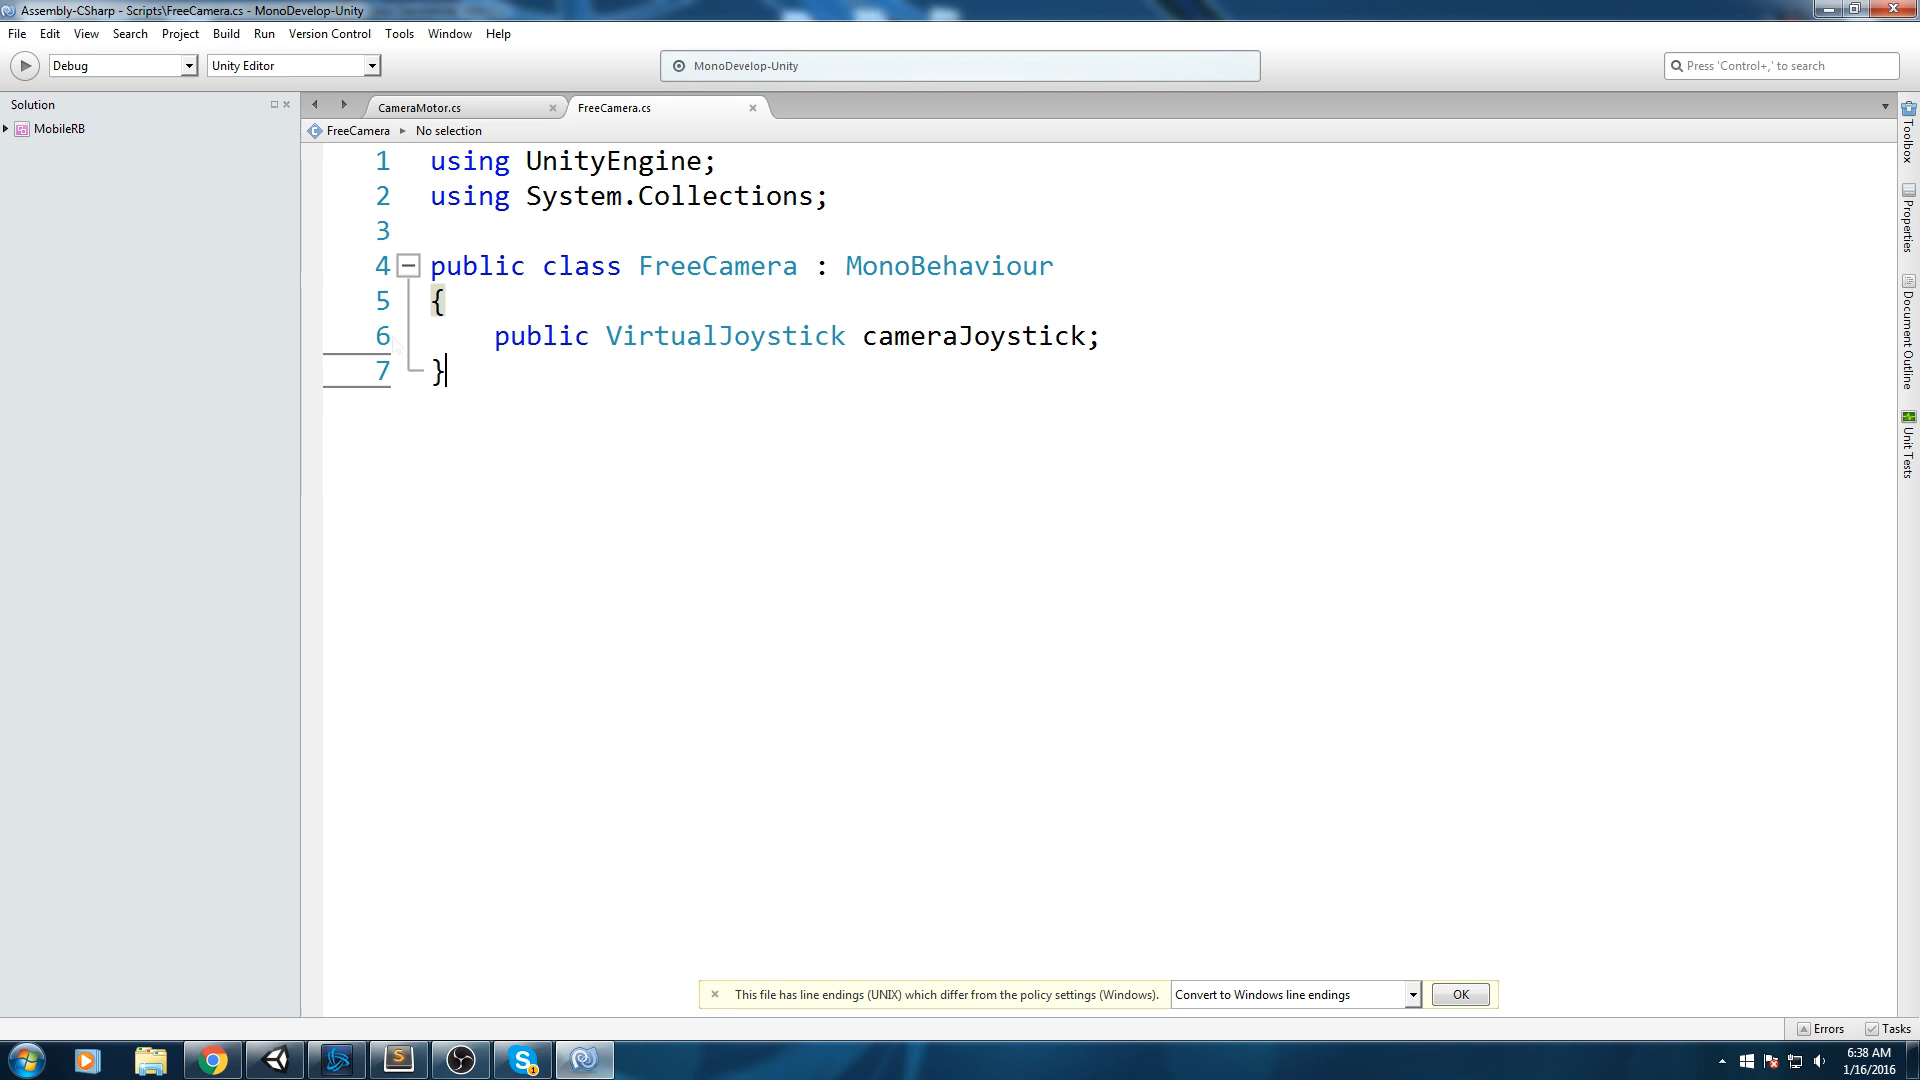 Assembly-CSharp - Scripts\FreeCamera.cs - MonoDevelop-Unity
File Edit View Search Project Build Run Version Control Tools Window Help
Debug Unity Editor MonoDevelop-Unity Press 'Control+,' to search
Solution
MobileRB
CameraMotor.cs FreeCamera.cs
FreeCamera No selection
1 using UnityEngine;
2 using System.Collections;
3
4 public class FreeCamera : MonoBehaviour
5 {
6 public VirtualJoystick cameraJoystick;
7 }
Toolbox
Properties
Document Outline
Unit Tests
This file has line endings (UNIX) which differ from the policy settings (Windows). Convert to Windows line endings OK
Errors Tasks
6:38 AM
1/16/2016